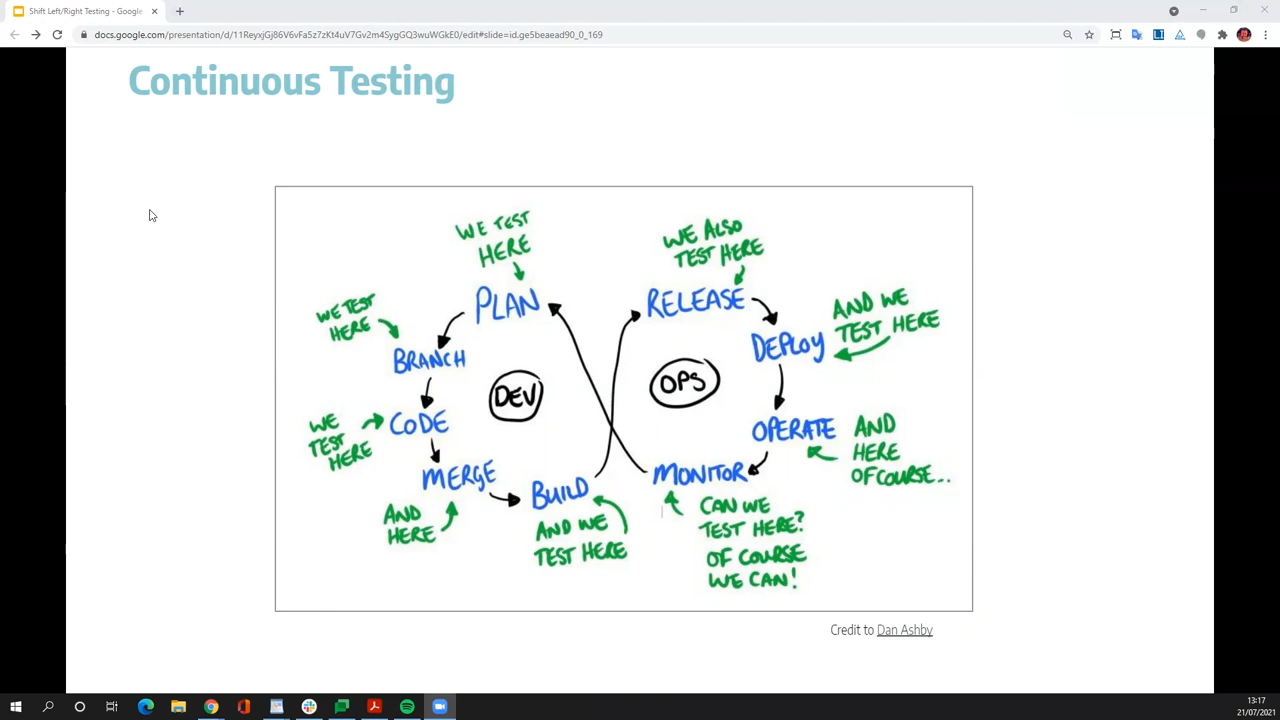 Shift Left/Right Testing - Google
docs.google.com/presentation/d/11ReyxjGj86V6vFa5z7zKt4uV7Gv2m4SygGQ3wuWGkE0/edit#slide=id.ge5beaead90_0_169
Continuous Testing
WE TEST
HERE
PLAN
WE TEST
HERE
BRANCH
WE
TEST
HERE
CODE
AND
HERE
MERGE
BUILD
AND WE
TEST HERE
DEV
WE ALSO
TEST HERE
RELEASE
AND WE
TEST HERE
DEPLOY
OPS
OPERATE
AND
HERE
OF COURSE...
MONITOR
CAN WE
TEST HERE?
OF COURSE
WE CAN!
Credit to Dan Ashby
13:17
21/07/2021